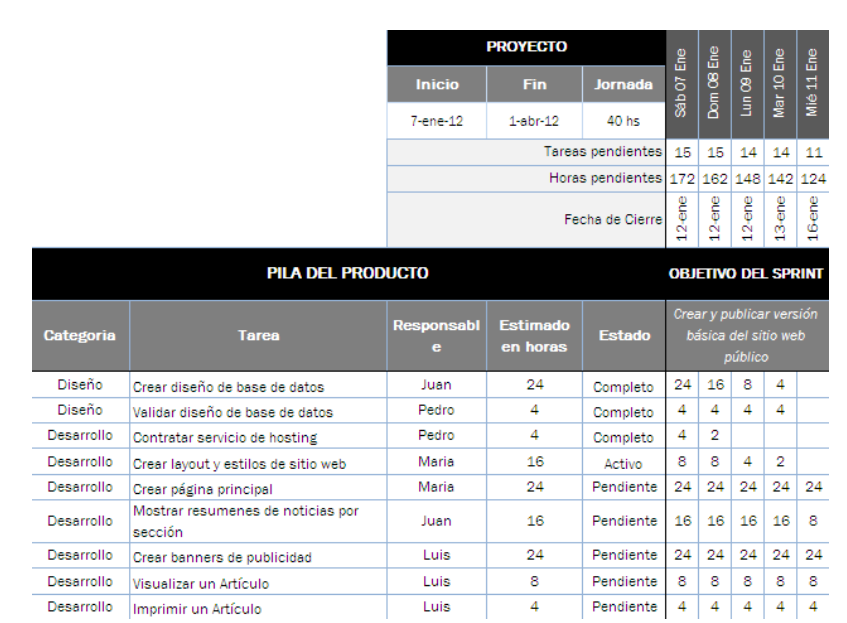 PROYECTO
Sáb 07 Ene
Dom 08 Ene
Lun 09 Ene
Mar 10 Ene
Mié 11 Ene
Inicio Fin Jornada
7-ene-12 1-abr-12 40 hs
Tareas pendientes 15 15 14 14 11
Horas pendientes 172 162 148 142 124
Fecha de Cierre 12-ene 12-ene 12-ene 13-ene 16-ene
PILA DEL PRODUCTO OBJETIVO DEL SPRINT
Categoria Tarea Responsabl
e Estimado
en horas Estado Crear y publicar versión
básica del sitio web
público
Diseño Crear diseño de base de datos Juan 24 Completo 24 16 8 4
Diseño Validar diseño de base de datos Pedro 4 Completo 4 4 4 4
Desarrollo Contratar servicio de hosting Pedro 4 Completo 4 2
Desarrollo Crear layout y estilos de sitio web Maria 16 Activo 8 8 4 2
Desarrollo Crear página principal Maria 24 Pendiente 24 24 24 24 24
Desarrollo Mostrar resumenes de noticias por
sección Juan 16 Pendiente 16 16 16 16 8
Desarrollo Crear banners de publicidad Luis 24 Pendiente 24 24 24 24 24
Desarrollo Visualizar un Artículo Luis 8 Pendiente 8 8 8 8 8
Desarrollo Imprimir un Artículo Luis 4 Pendiente 4 4 4 4 4